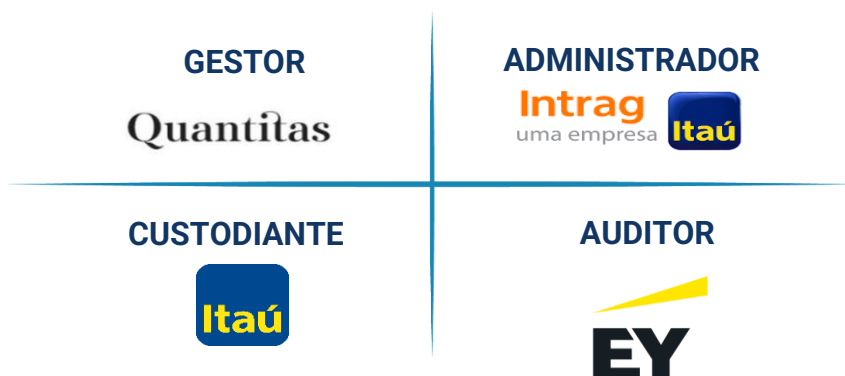 GESTOR
Quantitas
ADMINISTRADOR
Intrag
uma empresa Itaú
CUSTODIANTE
Itaú
AUDITOR
EY